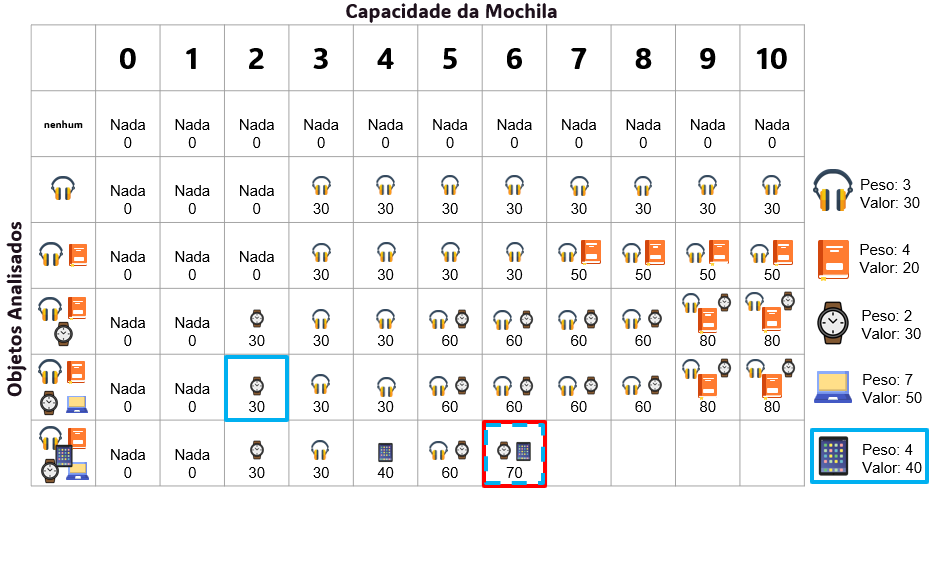 Capacidade da Mochila
0 1 2 3 4 5 6 7 8 9 10
Objetos Analisados
nenhum
Nada Nada Nada Nada Nada Nada Nada Nada Nada Nada Nada
0 0 0 0 0 0 0 0 0 0 0
Nada Nada Nada
0 0 0 30 30 30 30 30 30 30 30
Peso: 3
Valor: 30
Nada Nada Nada
0 0 0 30 30 30 30 50 50 50 50
Peso: 4
Valor: 20
Nada Nada
0 0 30 30 30 60 60 60 60 80 80
Peso: 2
Valor: 30
Nada Nada
0 0 30 30 30 60 60 60 60 80 80
Peso: 7
Valor: 50
Nada Nada
0 0 30 30 40 60 70
Peso: 4
Valor: 40